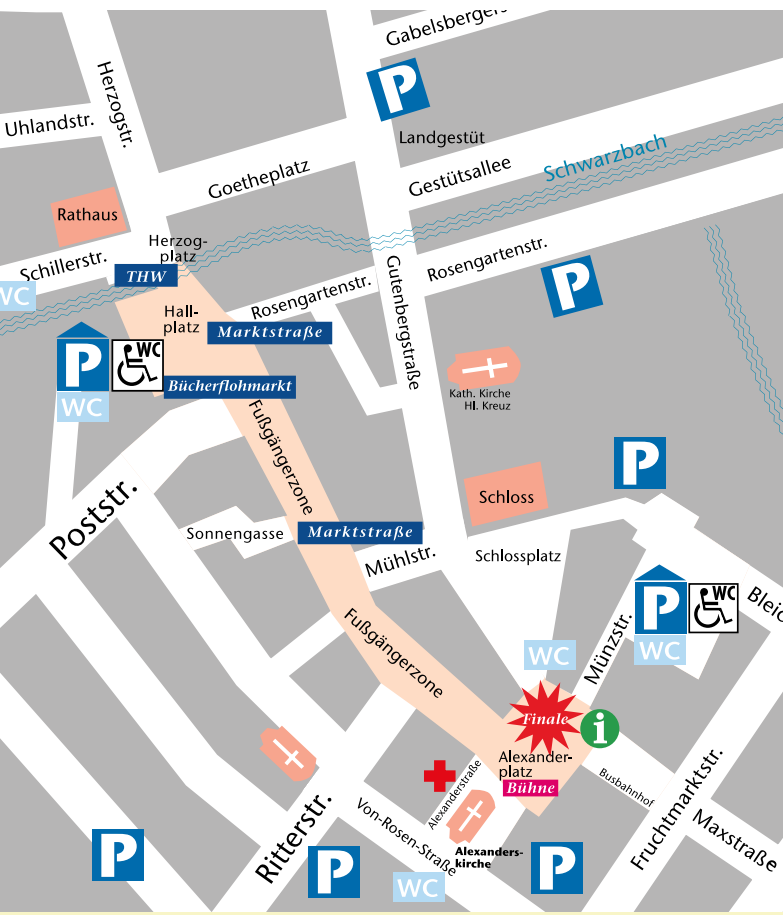 Gabelsbergers
P
Herzogstr.
Uhlandstr.
Landgestüt
Schwarzbach
Goetheplatz
Gestütsallee
Rathaus
Herzog-
platz
Schillerstr.
THW
WC
Rosengartenstr.
Gutenbergstraße
Rosengartenstr.
P
Hall-
platz
Marktstraße
P
WC
WC
Bücherflohmarkt
Kath. Kirche
Hl. Kreuz
Fußgängerzone
P
Schloss
Poststr.
Sonnengasse
Marktstraße
Mühlstr.
Schlossplatz
P
WC
WC
Bleic
Münzstr.
Fußgängerzone
WC
Finale
i
Alexander-
platz
Bühne
Busbahnhof
Alexanderstraße
Fruchtmarktstr.
Maxstraße
Ritterstr.
Von-Rosen-Straße
Alexanders-
kirche
P
P
WC
P